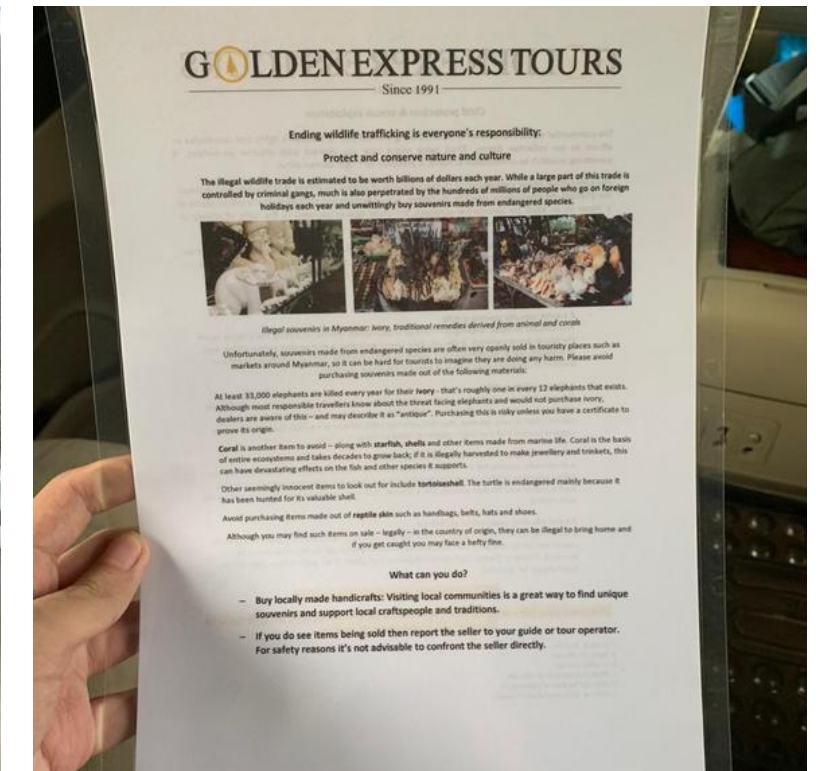 GOLDEN EXPRESS TOURS
Since 1991
Ending wildlife trafficking is everyone's responsibility:
Protect and conserve nature and culture
The illegal wildlife trade is estimated to be worth billions of dollars each year. While a large part of this trade is
controlled by criminal gangs, much is also perpetrated by the hundreds of millions of people who go on foreign
holidays each year and unwittingly buy souvenirs made from endangered species.
Illegal souvenirs in Myanmar: Ivory, traditional remedies derived from animal and corals
Unfortunately, souvenirs made from endangered species are often very openly sold in touristy places such as
markets around Myanmar, so it can be hard for tourists to imagine they are doing any harm. Please avoid
purchasing souvenirs made out of the following materials:
At least 33,000 elephants are killed every year for their ivory - that's roughly one in every 12 elephants that exists.
Although most responsible travellers know about the threat facing elephants and would not purchase ivory,
dealers are aware of this – and may describe it as "antique". Purchasing this is risky unless you have a certificate to
prove its origin.
Coral is another item to avoid – along with starfish, shells and other items made from marine life. Coral is the basis
of entire ecosystems and takes decades to grow back; if it is illegally harvested to make jewellery and trinkets, this
can have devastating effects on the fish and other species it supports.
Other seemingly innocent items to look out for include tortoiseshell. The turtle is endangered mainly because it
has been hunted for its valuable shell.
Avoid purchasing items made out of reptile skin such as handbags, belts, hats and shoes.
Although you may find such items on sale – legally – in the country of origin, they can be illegal to bring home and
if you get caught you may face a hefty fine.
What can you do?
– Buy locally made handicrafts: Visiting local communities is a great way to find unique
souvenirs and support local craftspeople and traditions.
– If you do see items being sold then report the seller to your guide or tour operator.
For safety reasons it's not advisable to confront the seller directly.